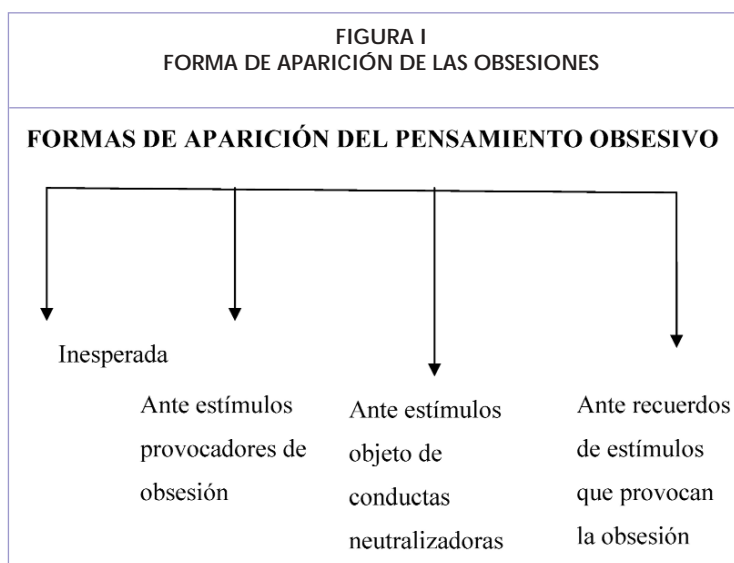 FIGURA I
FORMA DE APARICIÓN DE LAS OBSESIONES
FORMAS DE APARICIÓN DEL PENSAMIENTO OBSESIVO
Inesperada
Ante estímulos
provocadores de
obsesión
Ante estímulos
objeto de
conductas
neutralizadoras
Ante recuerdos
de estímulos
que provocan
la obsesión